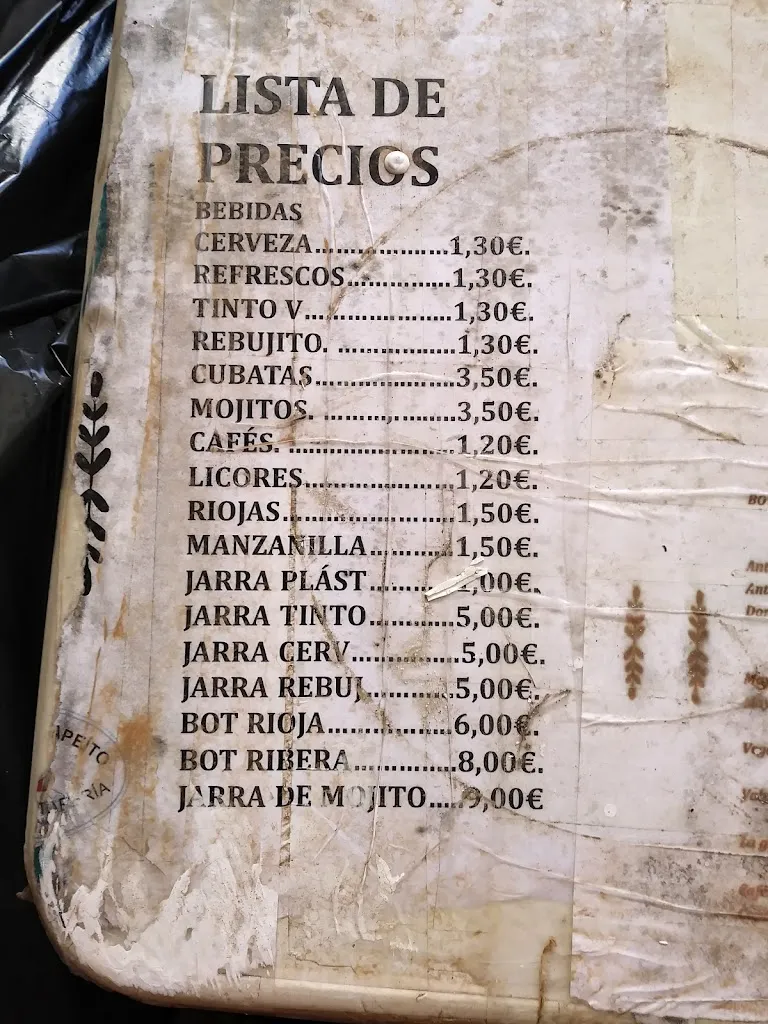 LISTA DE
PRECIOS
BEBIDAS
CERVEZA..................1,30€.
REFRESCOS...............1,30€.
TINTO V.....................1,30€.
REBUJITO. .................1,30€.
CUBATAS....................3,50€.
MOJITOS. ...................3,50€.
CAFÉS. ........................1,20€.
LICORES......................1,20€.
RIOJAS.........................1,50€.
MANZANILLA............1,50€.
JARRA PLÁST
JARRA TINTO.............5,00€.
JARRA CERV................5,00€.
JARRA REBUJ..............5,00€.
BOT RIOJA...................6,00€.
BOT RIBERA...............8,00€.
JARRA DE MOJITO.....9,00€
BO
Ant
Ant